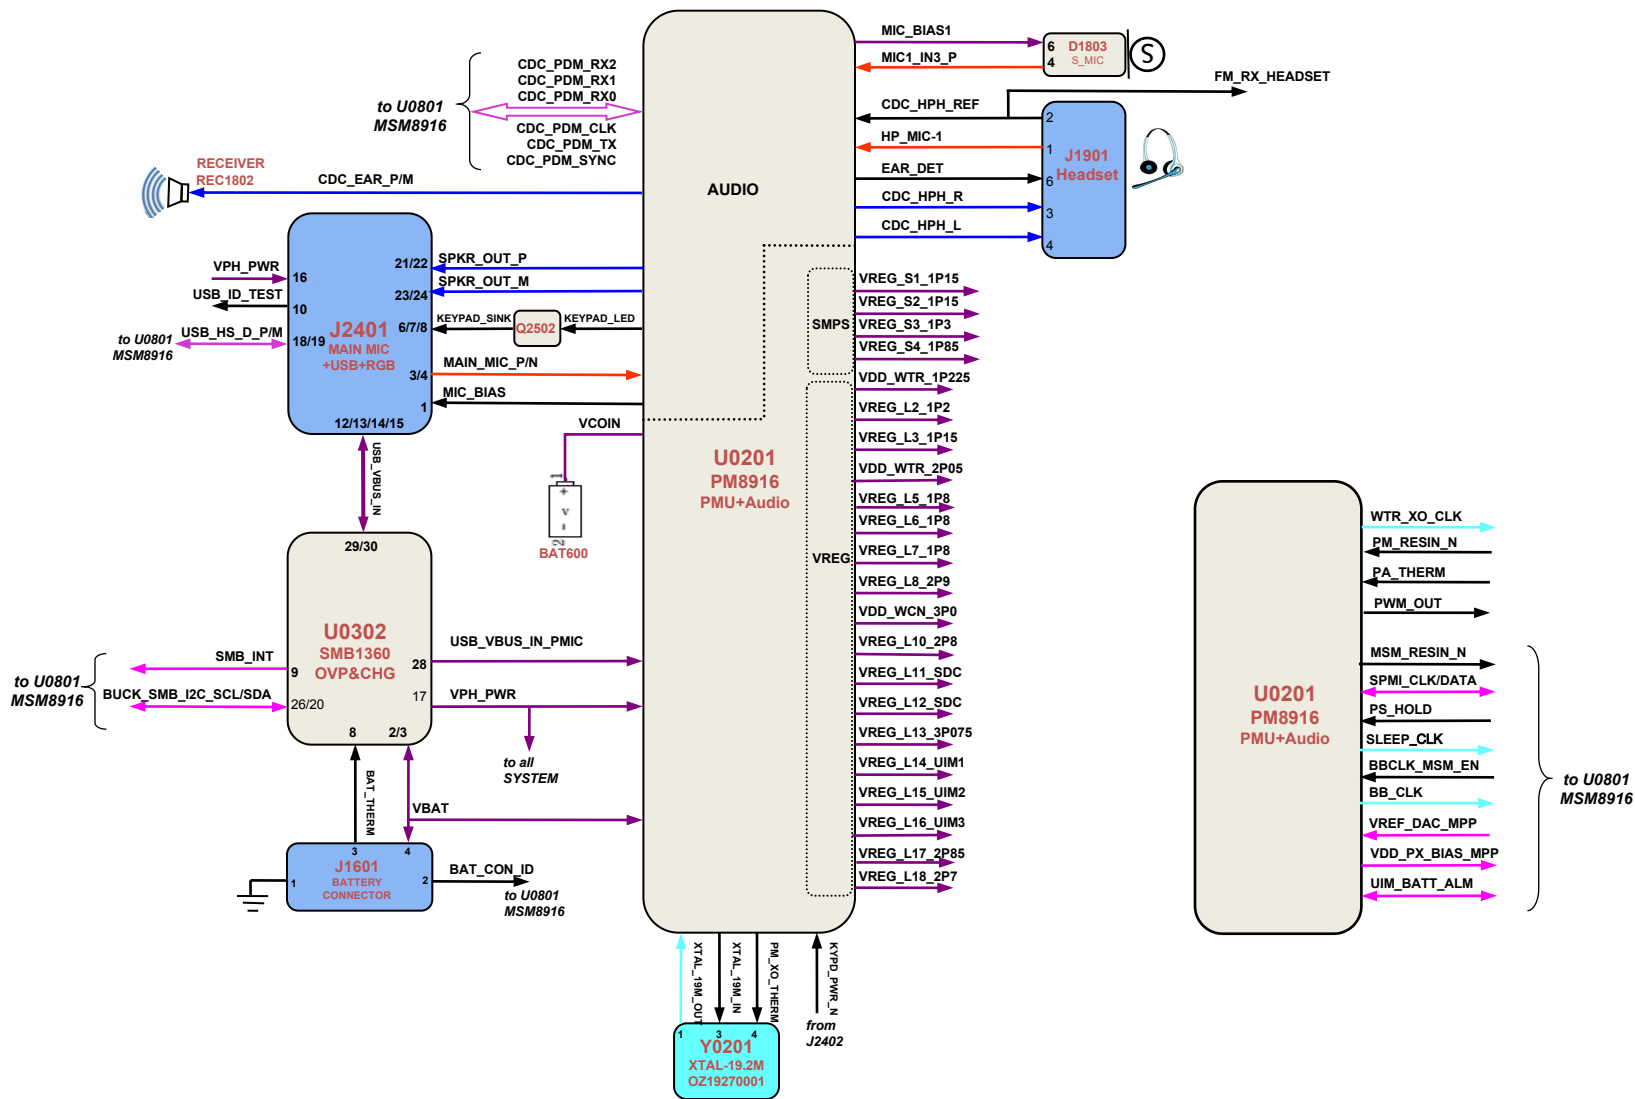 MIC_BIAS1
6 D1803
4 S_MIC
S
MIC1_IN3_P
FM_RX_HEADSET
CDC_PDM_RX2
CDC_PDM_RX1
CDC_PDM_RX0
to U0801
MSM8916
CDC_PDM_CLK
CDC_PDM_TX
CDC_PDM_SYNC
CDC_HPH_REF
2
HP_MIC-1
1
J1901
Headset
EAR_DET
6
CDC_HPH_R
3
CDC_HPH_L
4
RECEIVER
REC1802
CDC_EAR_P/M
AUDIO
VPH_PWR
16
USB_ID_TEST
10
to U0801
MSM8916
USB_HS_D_P/M
18/19
J2401
MAIN MIC
+USB+RGB
21/22
SPKR_OUT_P
23/24
SPKR_OUT_M
6/7/8
KEYPAD_SINK
Q2502
KEYPAD_LED
3/4
MAIN_MIC_P/N
1
MIC_BIAS
12/13/14/15
USB_VBUS_IN
VCOIN
1
+
v
-
2
BAT600
U0201
PM8916
PMU+Audio
SMPS
VREG_S1_1P15
VREG_S2_1P15
VREG_S3_1P3
VREG_S4_1P85
VREG
VDD_WTR_1P225
VREG_L2_1P2
VREG_L3_1P15
VDD_WTR_2P05
VREG_L5_1P8
VREG_L6_1P8
VREG_L7_1P8
VREG_L8_2P9
VDD_WCN_3P0
VREG_L10_2P8
VREG_L11_SDC
VREG_L12_SDC
VREG_L13_3P075
VREG_L14_UIM1
VREG_L15_UIM2
VREG_L16_UIM3
VREG_L17_2P85
VREG_L18_2P7
29/30
U0302
SMB1360
OVP&CHG
to U0801
MSM8916
SMB_INT
9
BUCK_SMB_I2C_SCL/SDA
26/20
28
USB_VBUS_IN_PMIC
17
VPH_PWR
to all
SYSTEM
8
2/3
BAT_THERM
VBAT
3
4
J1601
BATTERY
CONNECTOR
1
2
BAT_CON_ID
to U0801
MSM8916
XTAL_19M_OUT
XTAL_19M_IN
PM_XO_THERM
KYPD_PWR_N
from
J2402
1
3
4
Y0201
XTAL-19.2M
OZ19270001
U0201
PM8916
PMU+Audio
WTR_XO_CLK
PM_RESIN_N
PA_THERM
PWM_OUT
MSM_RESIN_N
SPMI_CLK/DATA
PS_HOLD
SLEEP_CLK
BBCLK_MSM_EN
BB_CLK
VREF_DAC_MPP
VDD_PX_BIAS_MPP
UIM_BATT_ALM
to U0801
MSM8916